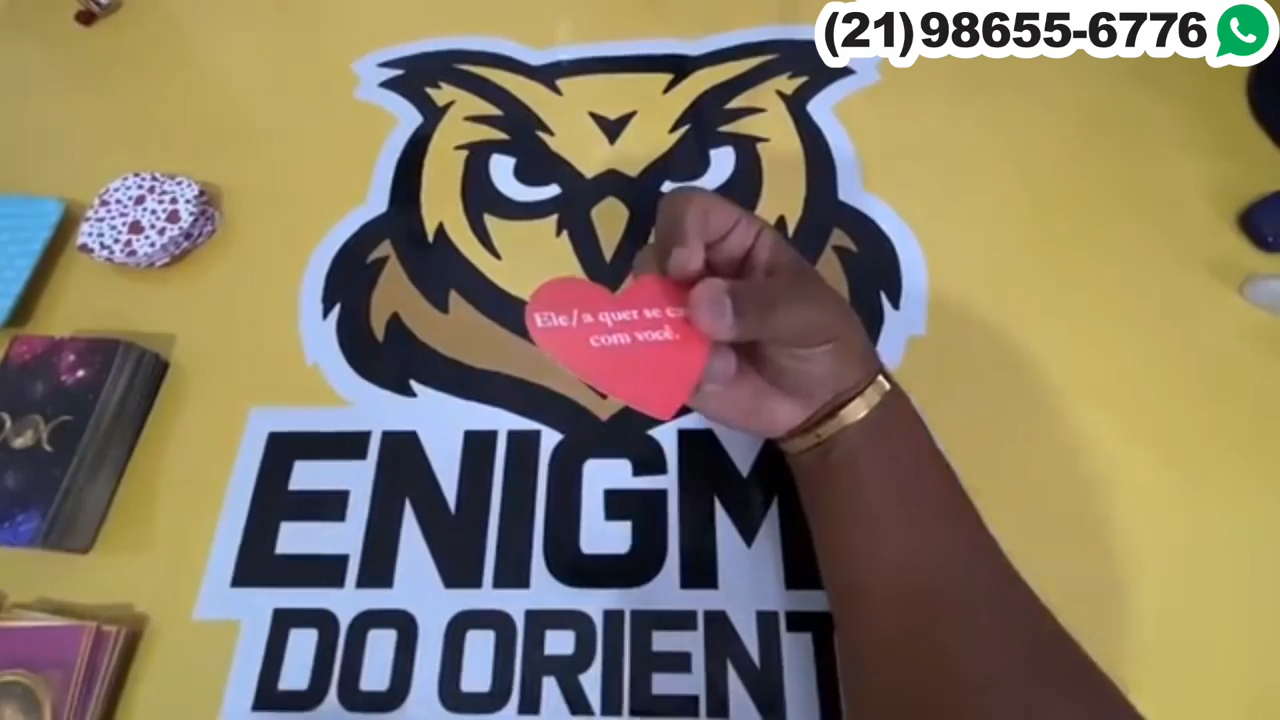 (21)98655-6776
Ele/a quer se
com você.
ENIGM
DO ORIENT